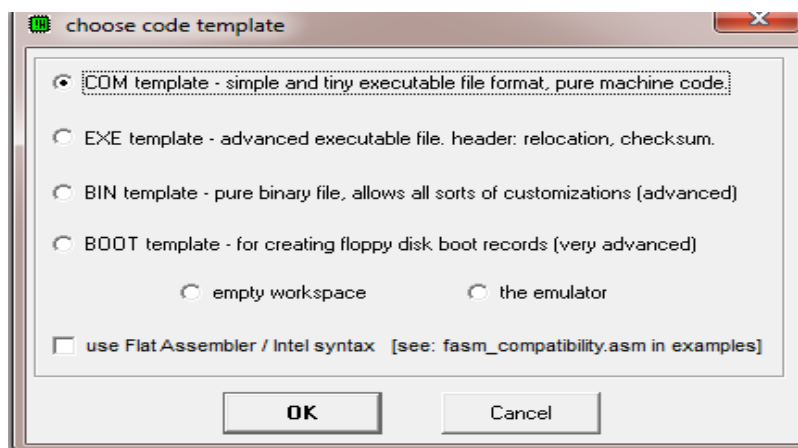 choose code template
COM template - simple and tiny executable file format, pure machine code.
EXE template - advanced executable file. header: relocation, checksum.
BIN template - pure binary file, allows all sorts of customizations (advanced)
BOOT template - for creating floppy disk boot records (very advanced)
empty workspace the emulator
use Flat Assembler / Intel syntax [see: fasm_compatibility.asm in examples]
OK Cancel